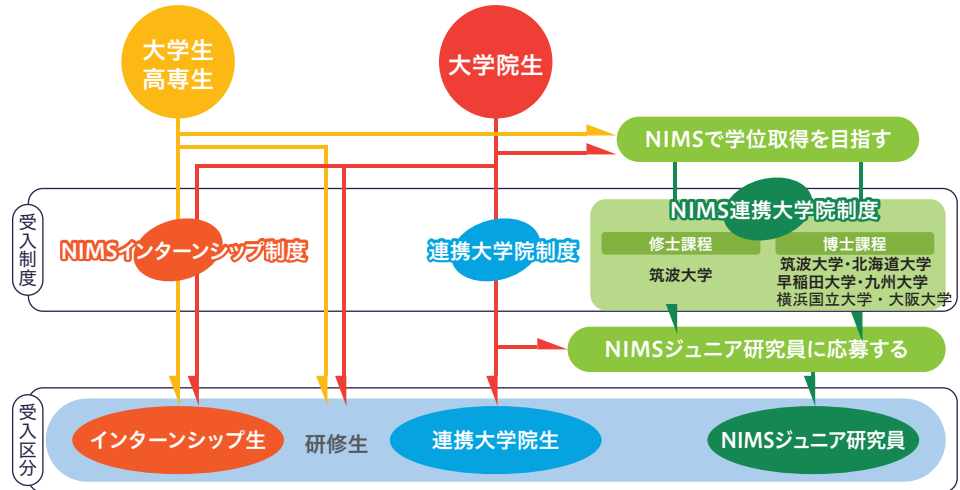 大学生
高専生
大学院生
NIMSで学位取得を目指す
受入制度
NIMSインターンシップ制度
連携大学院制度
NIMS連携大学院制度
修士課程
博士課程
筑波大学
筑波大学・北海道大学
早稲田大学・九州大学
横浜国立大学・大阪大学
NIMSジュニア研究員に応募する
受入区分
インターンシップ生
研修生
連携大学院生
NIMSジュニア研究員